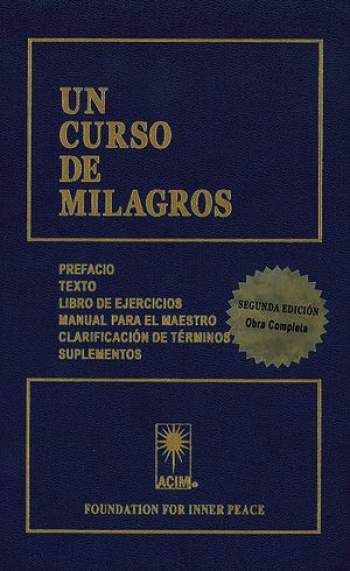 UN
CURSO
DE
MILAGROS
PREFACIO
TEXTO
LIBRO DE EJERCICIOS
MANUAL PARA EL MAESTRO
CLARIFICACIÓN DE TÉRMINOS
SUPLEMENTOS
SEGUNDA EDICIÓN
Obra Completa
ACIM®
FOUNDATION FOR INNER PEACE